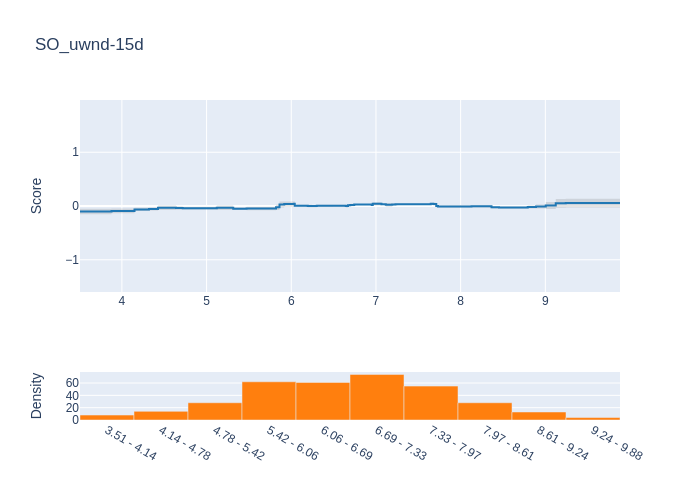 SO_uwnd-15d
Score
1
0
−1
4 5 6 7 8 9
Density
60
40
20
0
3.51 - 4.14
4.14 - 4.78
4.78 - 5.42
5.42 - 6.06
6.06 - 6.69
6.69 - 7.33
7.33 - 7.97
7.97 - 8.61
8.61 - 9.24
9.24 - 9.88